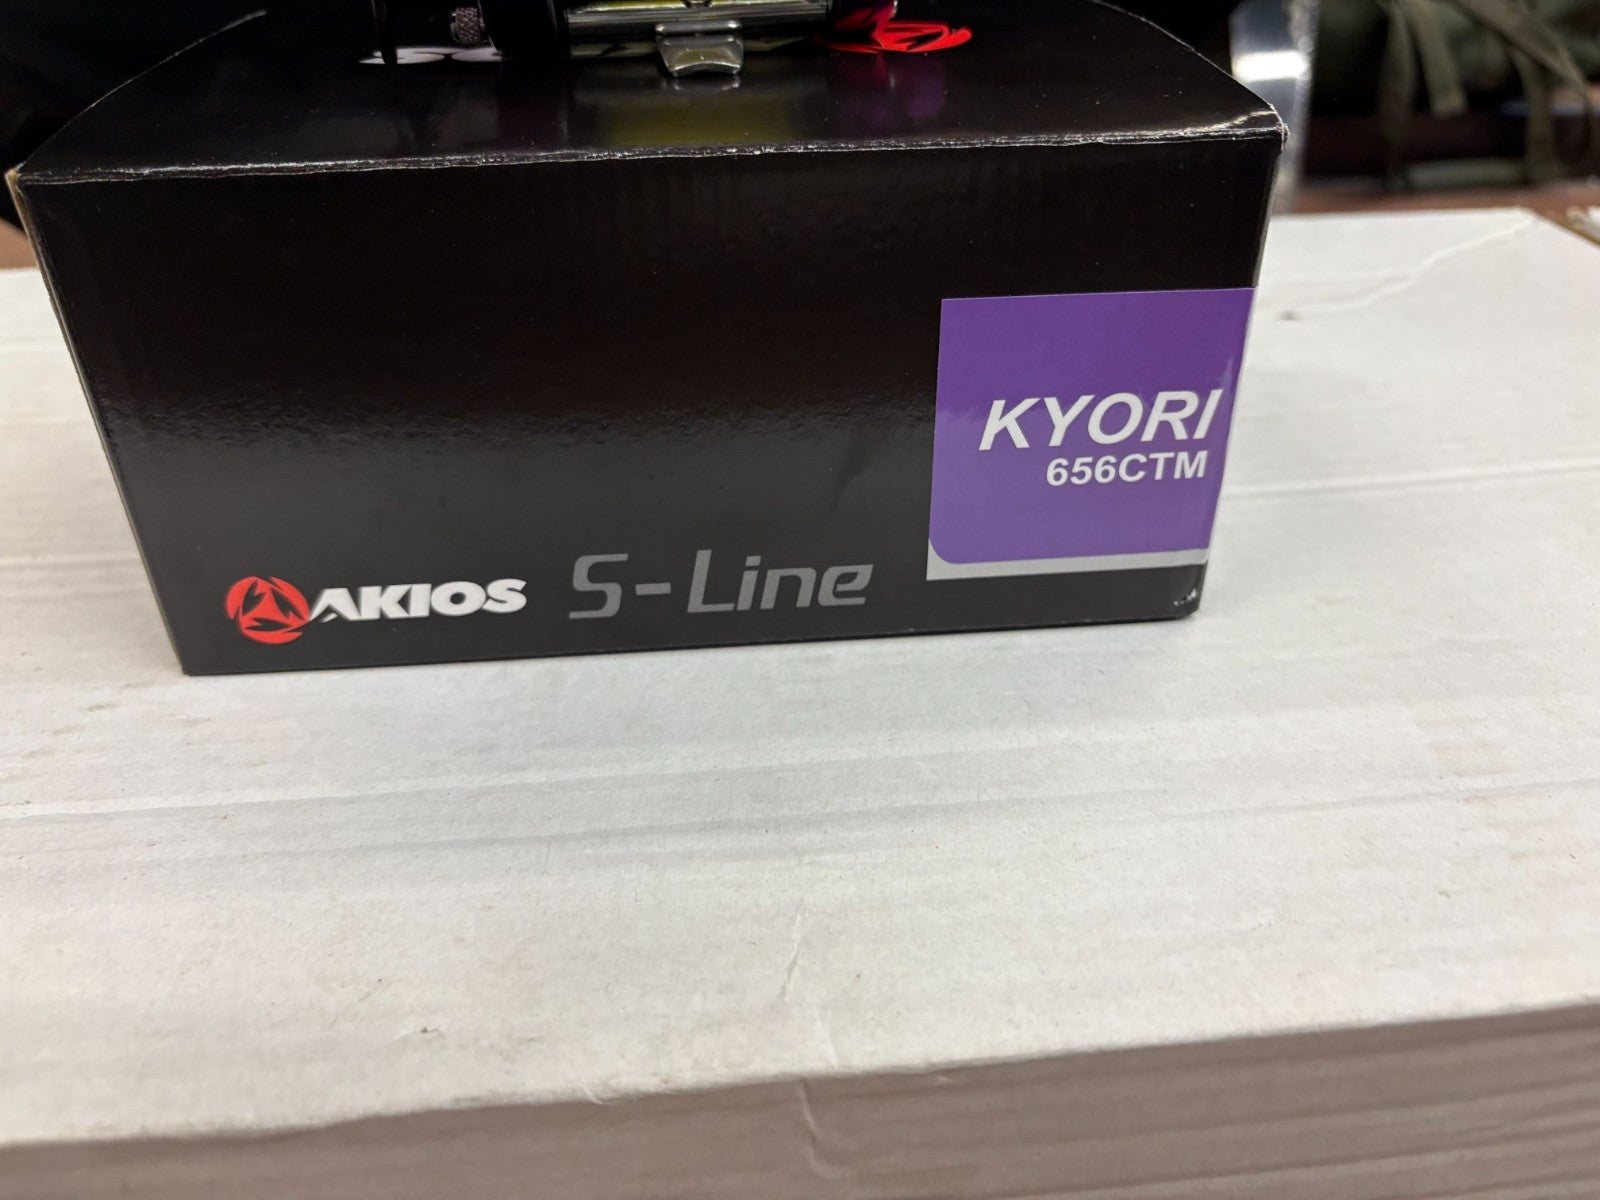 KYORI
656CTM
AKIOS S-Line